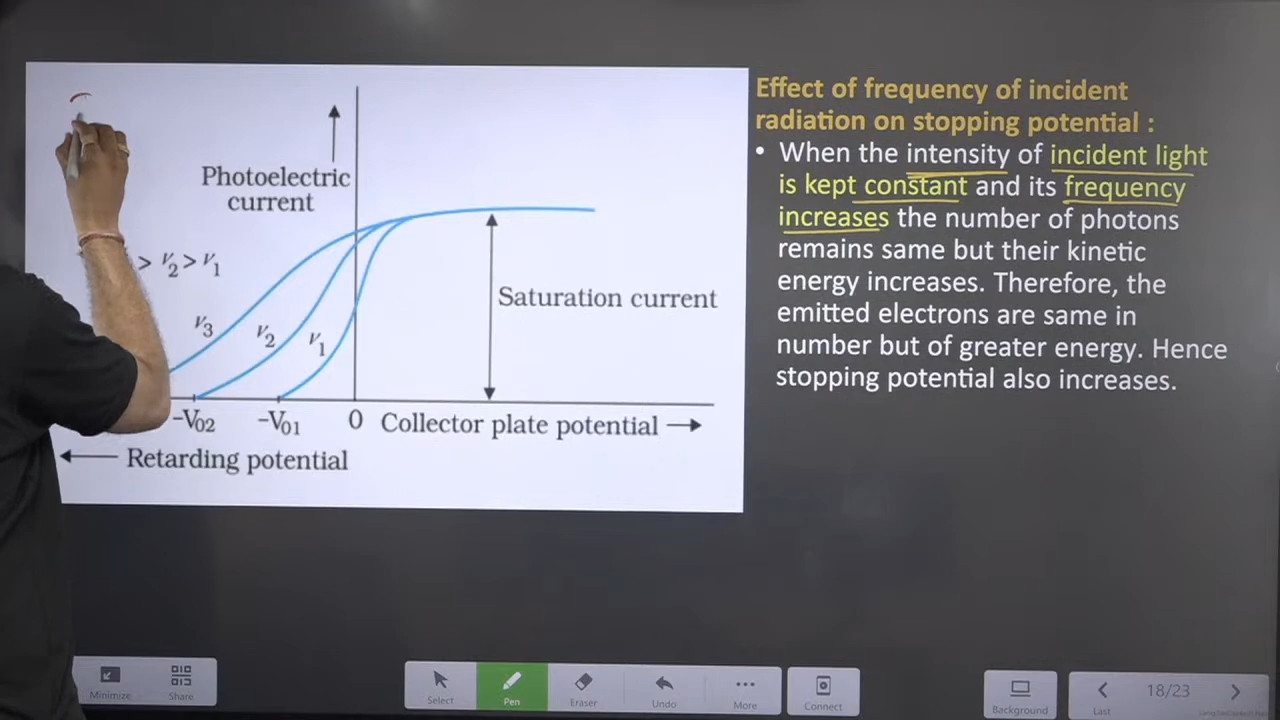 Effect of frequency of incident
radiation on stopping potential :
• When the intensity of incident light
is kept constant and its frequency
increases the number of photons
remains same but their kinetic
energy increases. Therefore, the
emitted electrons are same in
number but of greater energy. Hence
stopping potential also increases.
Photoelectric
current
> ν2 > ν1
Saturation current
ν3
ν2
ν1
–V02
–V01
0
Collector plate potential →
← Retarding potential
Minimize
Share
Select
Pen
Eraser
Undo
More
Connect
Background
Last
18/23